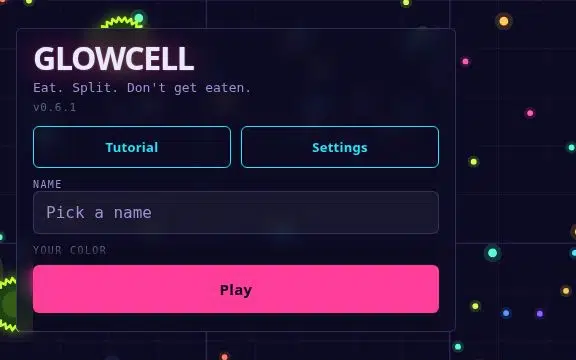 GLOWCELL
Eat. Split. Don't get eaten.
v0.6.1
Tutorial
Settings
NAME
Pick a name
YOUR COLOR
Play